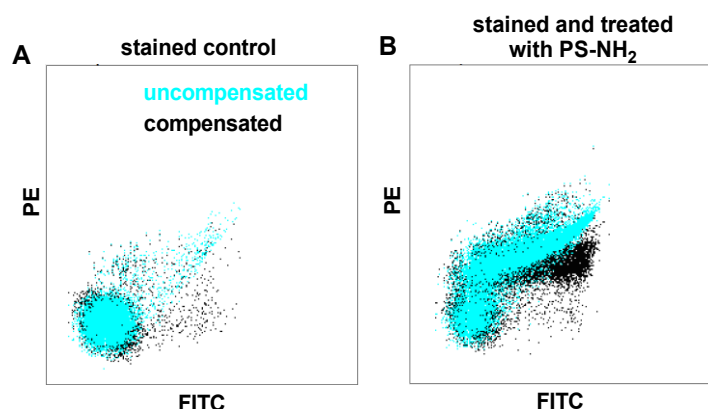 A
stained control
uncompensated
compensated
PE
FITC
B
stained and treated
with PS-NH₂
PE
FITC